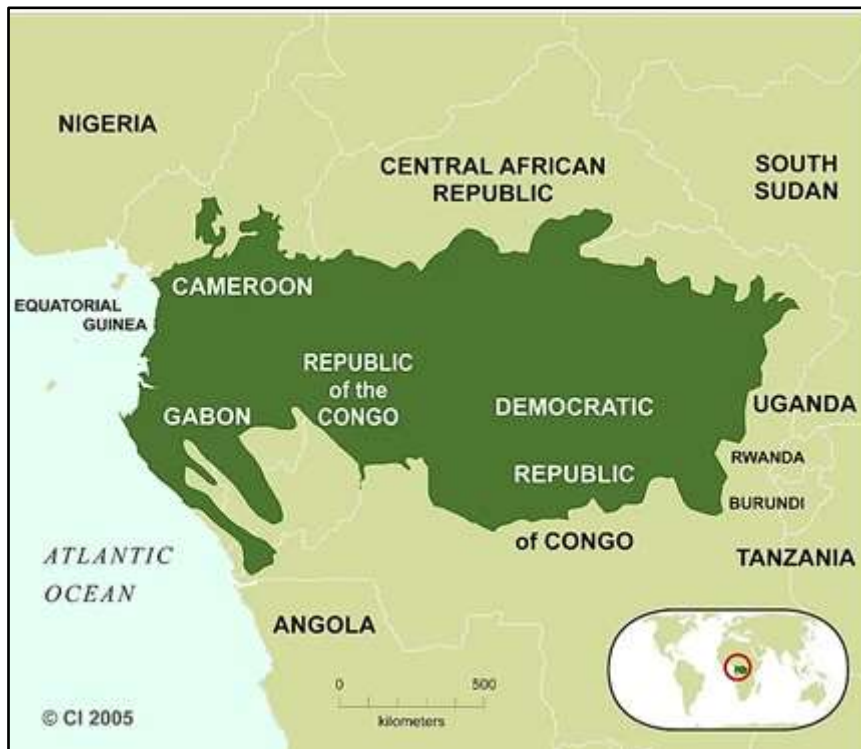 NIGERIA
CENTRAL AFRICAN
REPUBLIC
SOUTH
SUDAN
CAMEROON
EQUATORIAL
GUINEA
REPUBLIC
of the
CONGO
GABON
DEMOCRATIC
REPUBLIC
of CONGO
UGANDA
RWANDA
BURUNDI
TANZANIA
ATLANTIC
OCEAN
ANGOLA
0 500
kilometers
© CI 2005